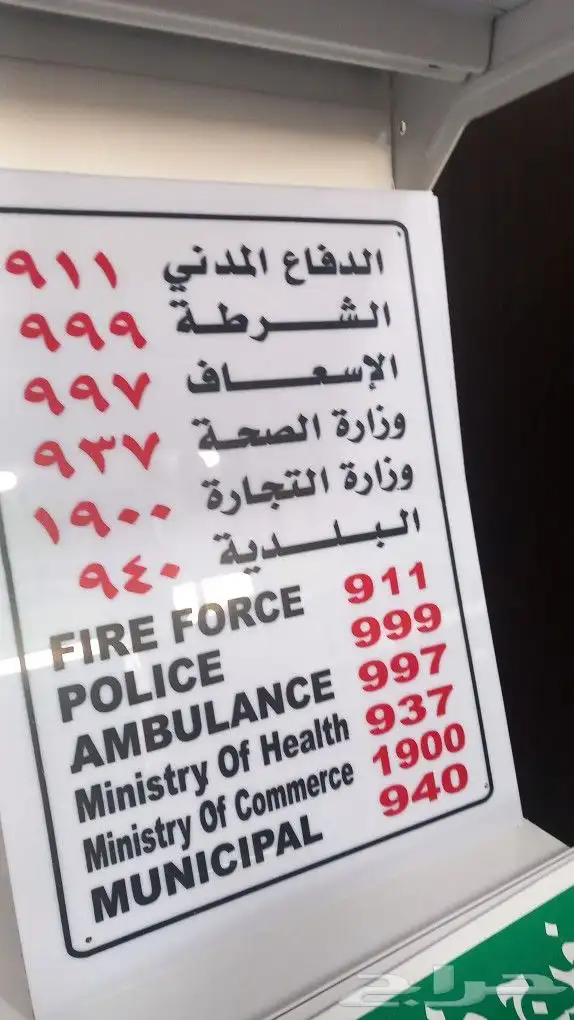 الدفاع المدني ٩١١
الشرطة ٩٩٩
الإسعاف ٩٩٧
وزارة الصحة ٩٣٧
وزارة التجارة ١٩٠٠
البلدية ٩٤٠
FIRE FORCE 911
POLICE 999
AMBULANCE 997
Ministry Of Health 937
Ministry Of Commerce 1900
MUNICIPAL 940
حراج